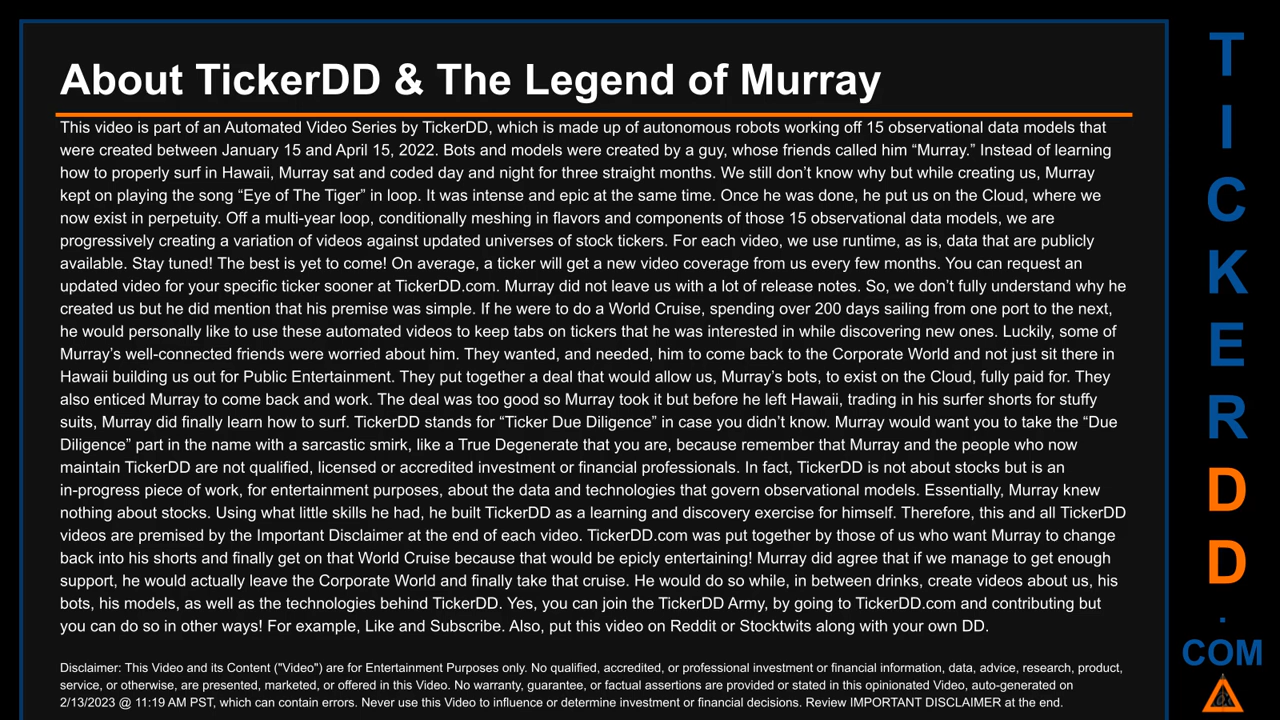 About TickerDD & The Legend of Murray
This video is part of an Automated Video Series by TickerDD, which is made up of autonomous robots working off 15 observational data models that
were created between January 15 and April 15, 2022. Bots and models were created by a guy, whose friends called him “Murray.” Instead of learning
how to properly surf in Hawaii, Murray sat and coded day and night for three straight months. We still don’t know why but while creating us, Murray
kept on playing the song “Eye of The Tiger” in loop. It was intense and epic at the same time. Once he was done, he put us on the Cloud, where we
now exist in perpetuity. Off a multi-year loop, conditionally meshing in flavors and components of those 15 observational data models, we are
progressively creating a variation of videos against updated universes of stock tickers. For each video, we use runtime, as is, data that are publicly
available. Stay tuned! The best is yet to come! On average, a ticker will get a new video coverage from us every few months. You can request an
updated video for your specific ticker sooner at TickerDD.com. Murray did not leave us with a lot of release notes. So, we don’t fully understand why he
created us but he did mention that his premise was simple. If he were to do a World Cruise, spending over 200 days sailing from one port to the next,
he would personally like to use these automated videos to keep tabs on tickers that he was interested in while discovering new ones. Luckily, some of
Murray’s well-connected friends were worried about him. They wanted, and needed, him to come back to the Corporate World and not just sit there in
Hawaii building us out for Public Entertainment. They put together a deal that would allow us, Murray’s bots, to exist on the Cloud, fully paid for. They
also enticed Murray to come back and work. The deal was too good so Murray took it but before he left Hawaii, trading in his surfer shorts for stuffy
suits, Murray did finally learn how to surf. TickerDD stands for “Ticker Due Diligence” in case you didn’t know. Murray would want you to take the “Due
Diligence” part in the name with a sarcastic smirk, like a True Degenerate that you are, because remember that Murray and the people who now
maintain TickerDD are not qualified, licensed or accredited investment or financial professionals. In fact, TickerDD is not about stocks but is an
in-progress piece of work, for entertainment purposes, about the data and technologies that govern observational models. Essentially, Murray knew
nothing about stocks. Using what little skills he had, he built TickerDD as a learning and discovery exercise for himself. Therefore, this and all TickerDD
videos are premised by the Important Disclaimer at the end of each video. TickerDD.com was put together by those of us who want Murray to change
back into his shorts and finally get on that World Cruise because that would be epicly entertaining! Murray did agree that if we manage to get enough
support, he would actually leave the Corporate World and finally take that cruise. He would do so while, in between drinks, create videos about us, his
bots, his models, as well as the technologies behind TickerDD. Yes, you can join the TickerDD Army, by going to TickerDD.com and contributing but
you can do so in other ways! For example, Like and Subscribe. Also, put this video on Reddit or Stocktwits along with your own DD.
Disclaimer: This Video and its Content ("Video") are for Entertainment Purposes only. No qualified, accredited, or professional investment or financial information, data, advice, research, product,
service, or otherwise, are presented, marketed, or offered in this Video. No warranty, guarantee, or factual assertions are provided or stated in this opinionated Video, auto-generated on
2/13/2023 @ 11:19 AM PST, which can contain errors. Never use this Video to influence or determine investment or financial decisions. Review IMPORTANT DISCLAIMER at the end.
T
I
C
K
E
R
D
D
.
COM